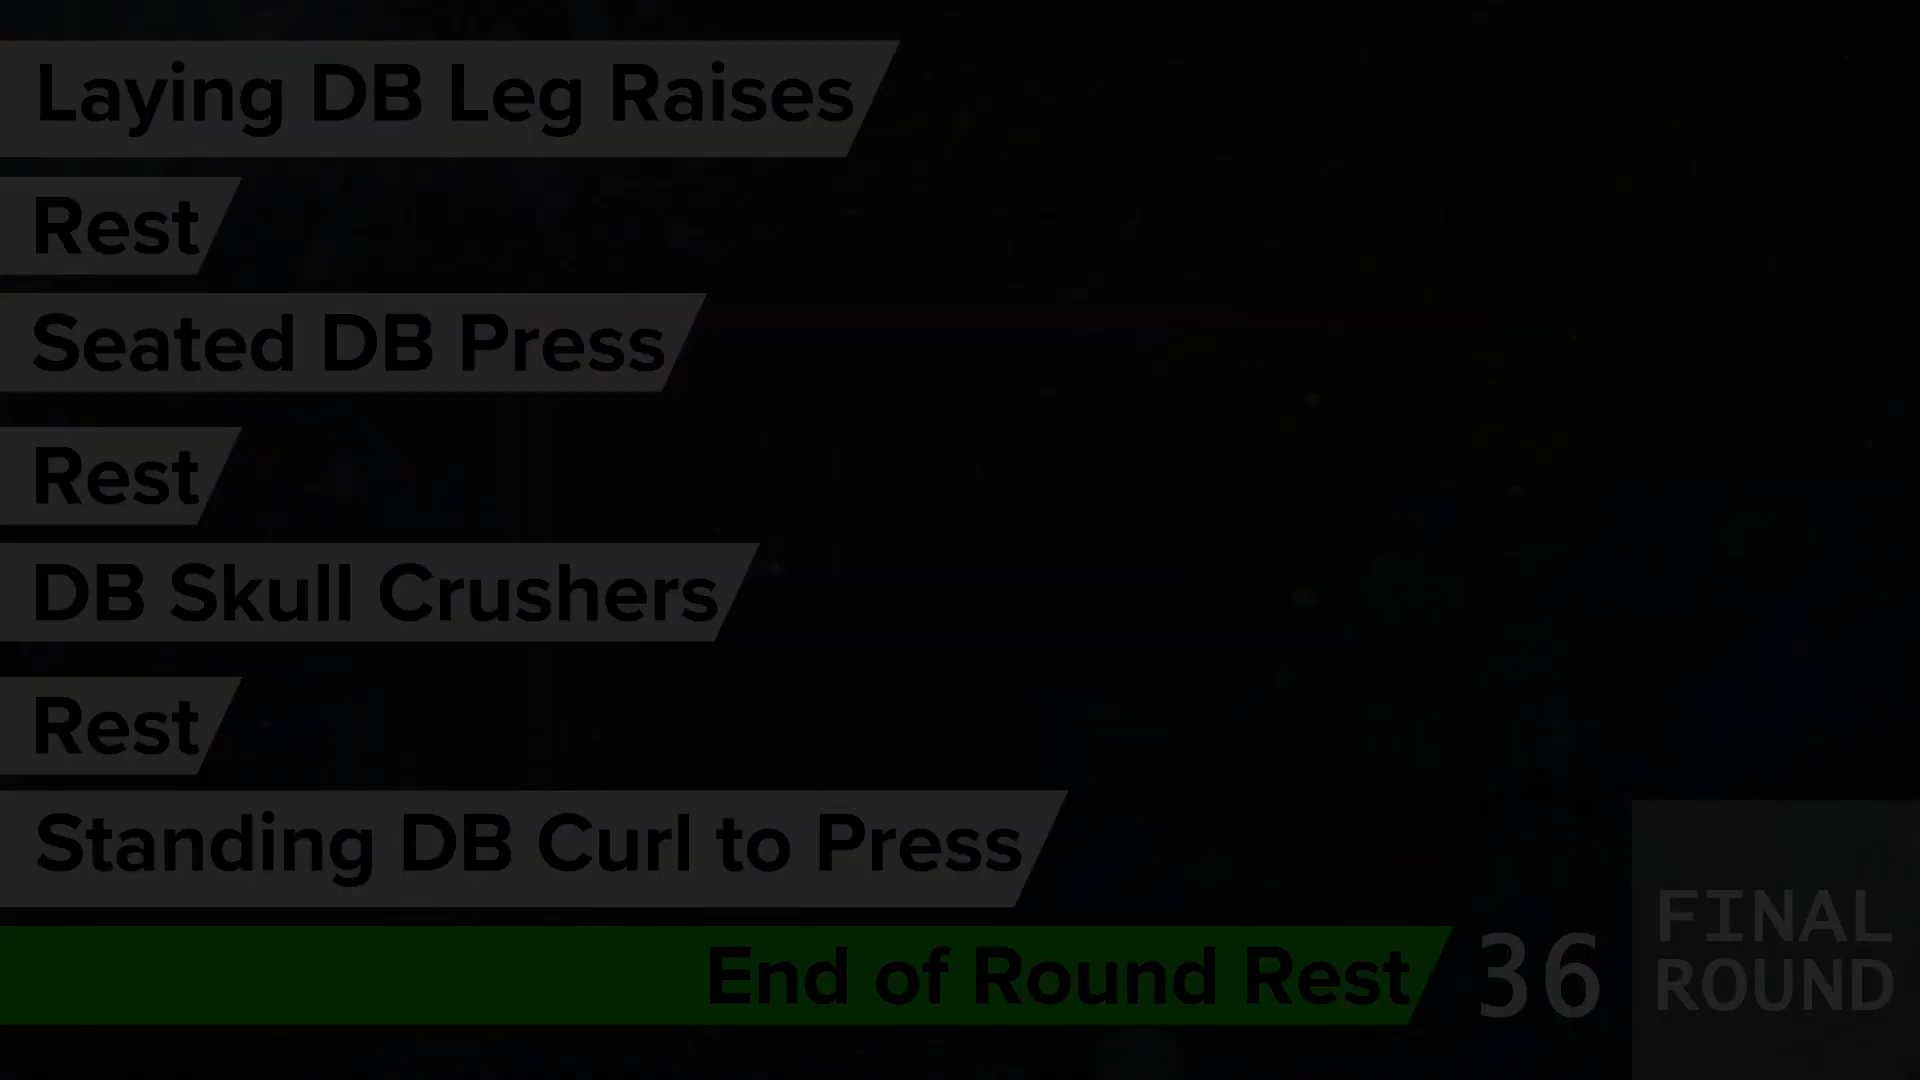 Laying DB Leg Raises
Rest
Seated DB Press
Rest
DB Skull Crushers
Rest
Standing DB Curl to Press
End of Round Rest
36
FINAL
ROUND